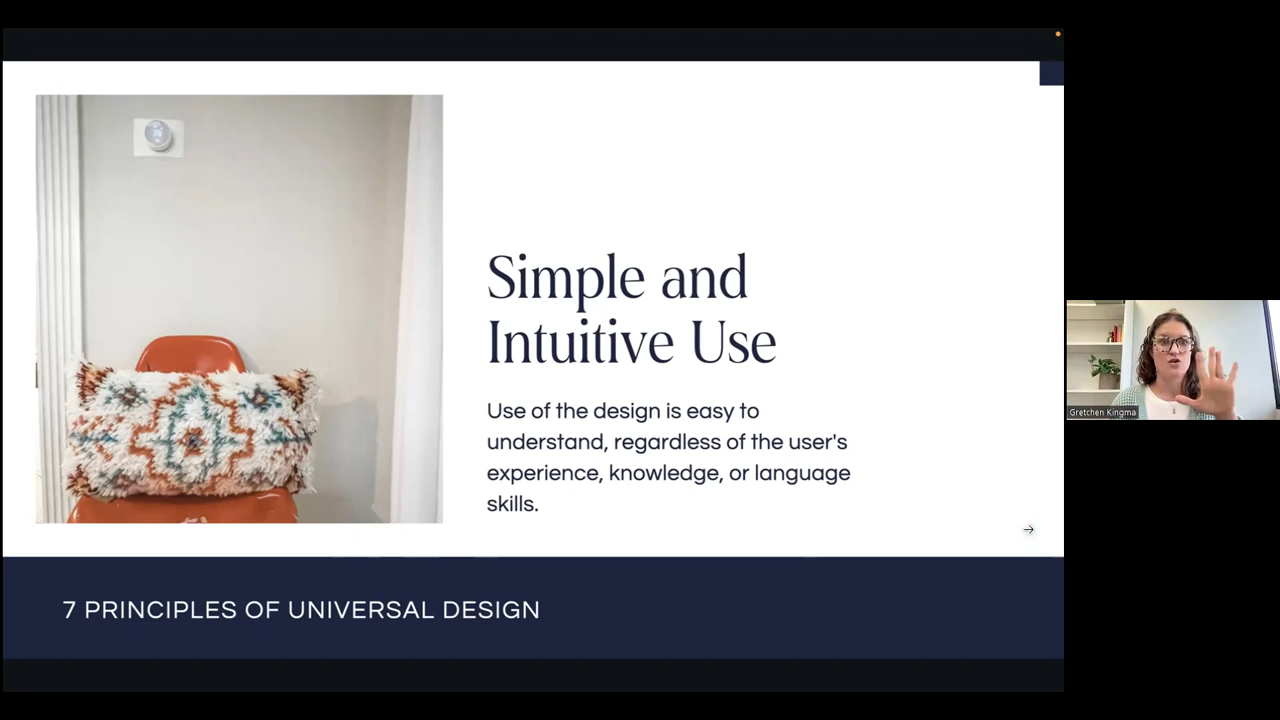 Simple and
Intuitive Use
Use of the design is easy to
understand, regardless of the user's
experience, knowledge, or language
skills.
7 PRINCIPLES OF UNIVERSAL DESIGN
Gretchen Kingma